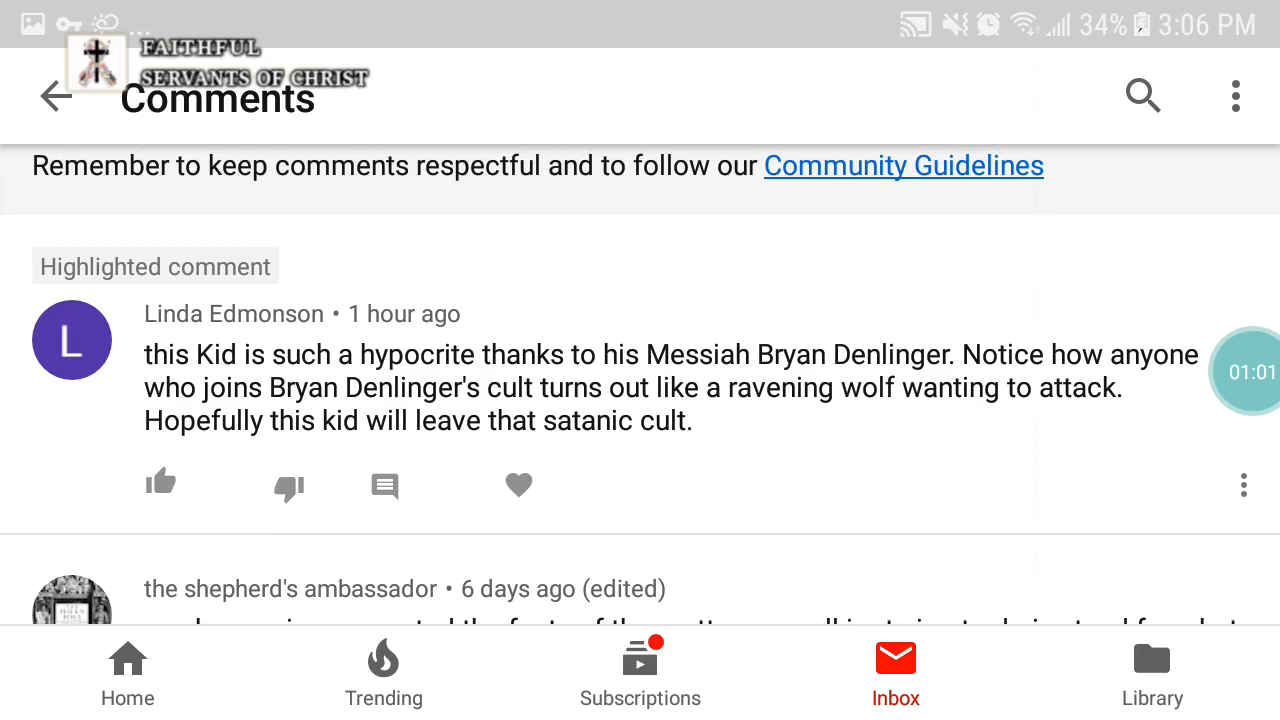 34% 3:06 PM
FAITHFUL
SERVANTS OF CHRIST
Comments
Remember to keep comments respectful and to follow our Community Guidelines
Highlighted comment
L
Linda Edmonson • 1 hour ago
this Kid is such a hypocrite thanks to his Messiah Bryan Denlinger. Notice how anyone
who joins Bryan Denlinger's cult turns out like a ravening wolf wanting to attack.
Hopefully this kid will leave that satanic cult.
01:01
the shepherd's ambassador • 6 days ago (edited)
Home
Trending
Subscriptions
Inbox
Library